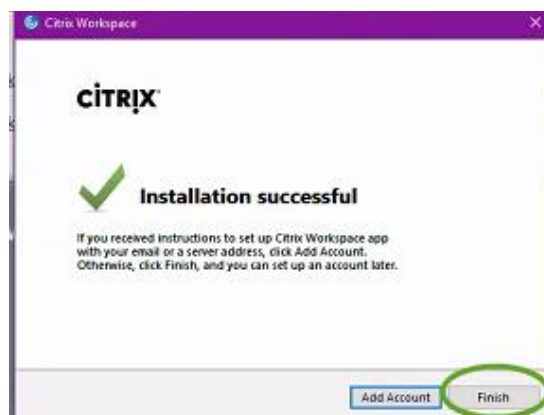 Citrix Workspace
CITRIX
Installation successful
If you received instructions to set up Citrix Workspace app
with your email or a server address, click Add Account.
Otherwise, click Finish, and you can set up an account later.
Add Account
Finish